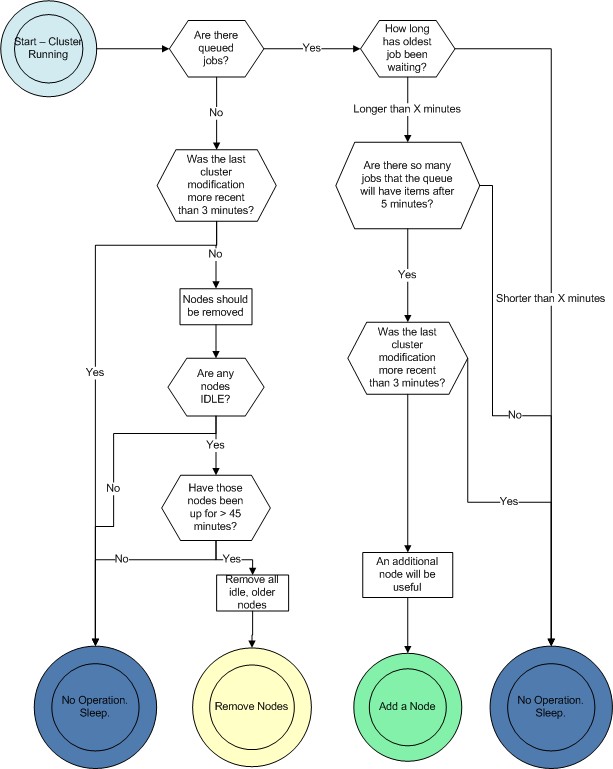 Start – Cluster
Running
Are there
queued
jobs?
Yes
How long
has oldest
job been
waiting?
No
Longer than X minutes
Was the last
cluster
modification
more recent
than 3 minutes?
Are there so many
jobs that the queue
will have items after
5 minutes?
No
Yes
Nodes should
be removed
Shorter than X minutes
Was the last
cluster
modification
more recent
than 3 minutes?
Yes
Are any
nodes
IDLE?
No
Yes
No
Have those
nodes been
up for > 45
minutes?
Yes
No
Yes
An additional
node will be
useful
Remove all
idle, older
nodes
No Operation.
Sleep.
Remove Nodes
Add a Node
No Operation.
Sleep.